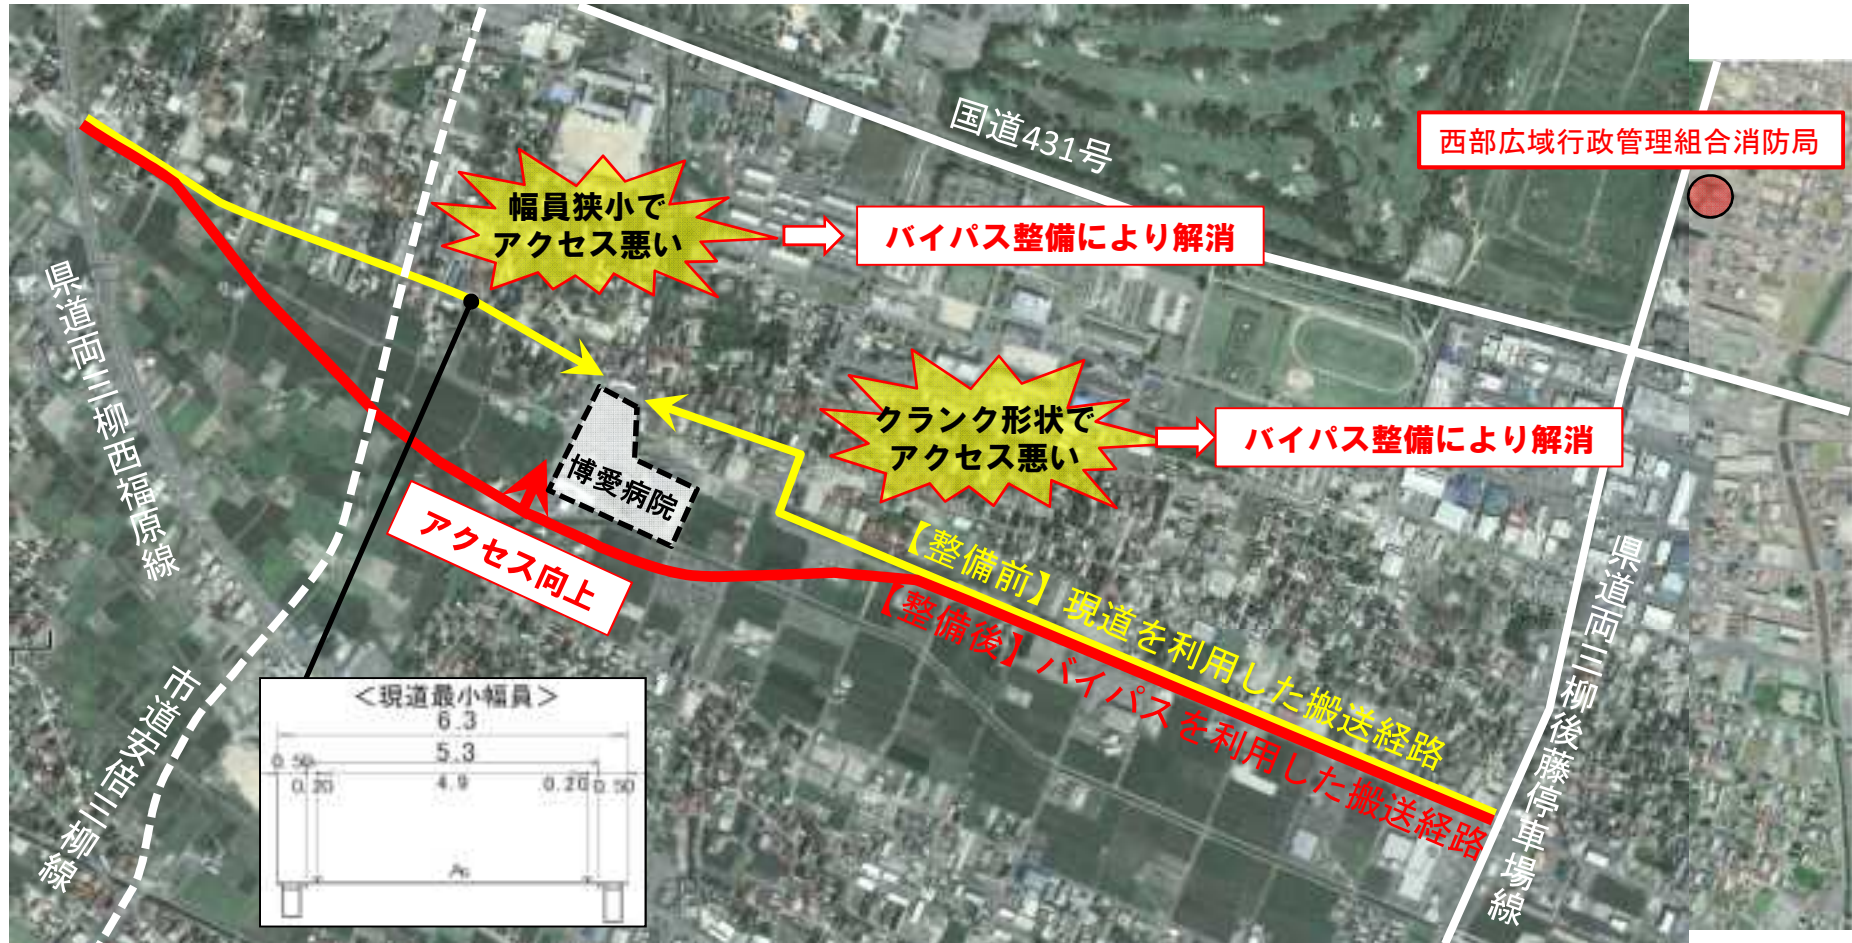 国道431号
西部広域行政管理組合消防局
幅員狭小で
アクセス悪い
バイパス整備により解消
県道両三柳西福原線
クランク形状で
アクセス悪い
バイパス整備により解消
博愛病院
アクセス向上
【整備前】現道を利用した搬送経路
【整備後】バイパスを利用した搬送経路
県道両三柳後藤停車場線
市道安倍三柳線
＜現道最小幅員＞
6.3
5.3
0.50
0.20
4.9
0.20
0.50
As